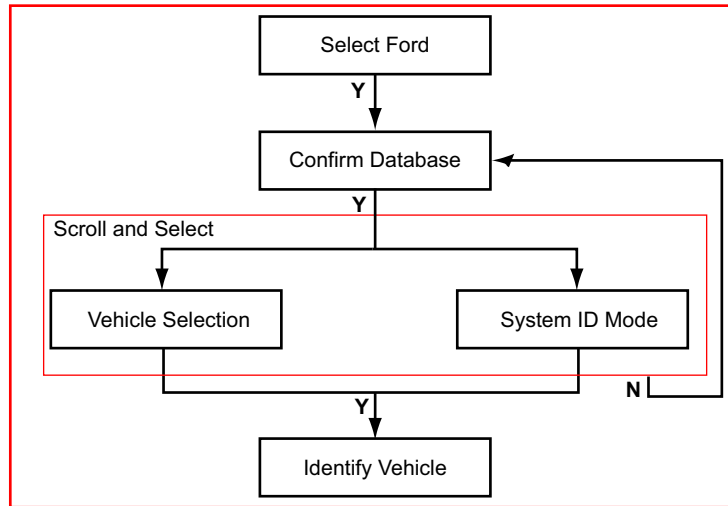 Select Ford
Y
Confirm Database
Y
Scroll and Select
Vehicle Selection
System ID Mode
N
Y
Identify Vehicle